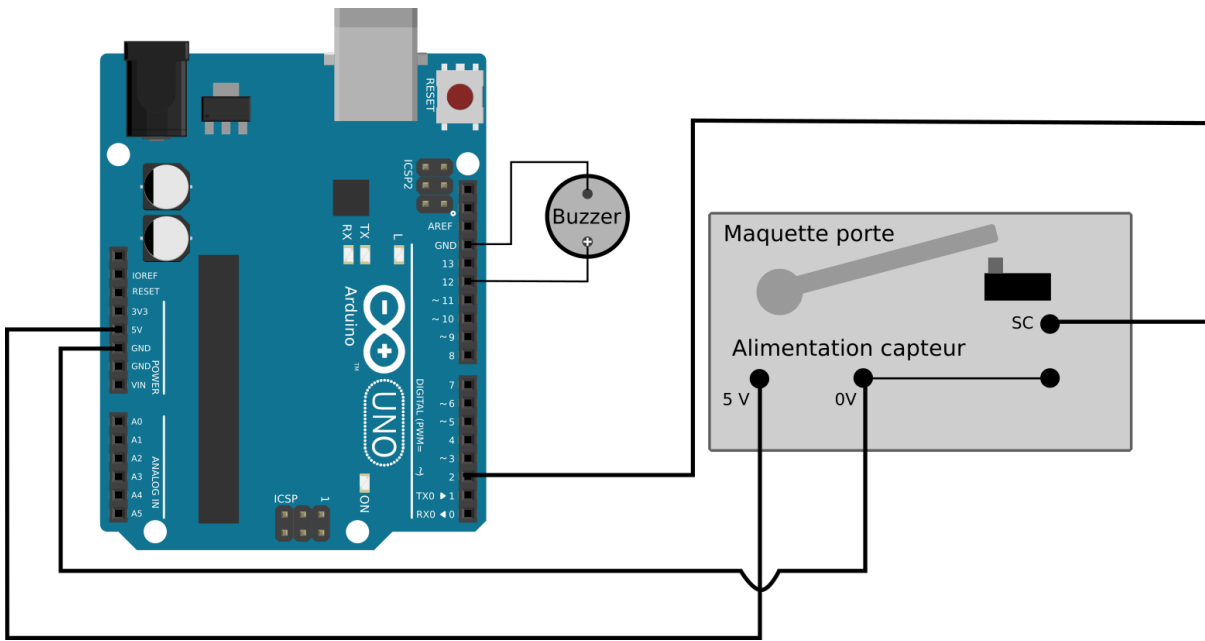 RESET
ICSP2
AREF
GND
13
12
~ 11
~ 10
~ 9
8
7
~ 6
~ 5
4
~ 3
2
TX0 ▶ 1
RX0 ◀ 0
DIGITAL (PWM= ~)
RX
TX
L
Arduino
™
UNO
ON
ICSP
1
IOREF
RESET
3V3
5V
GND
GND
VIN
POWER
A0
A1
A2
A3
A4
A5
ANALOG IN
Buzzer
Maquette porte
SC
Alimentation capteur
5 V
0V